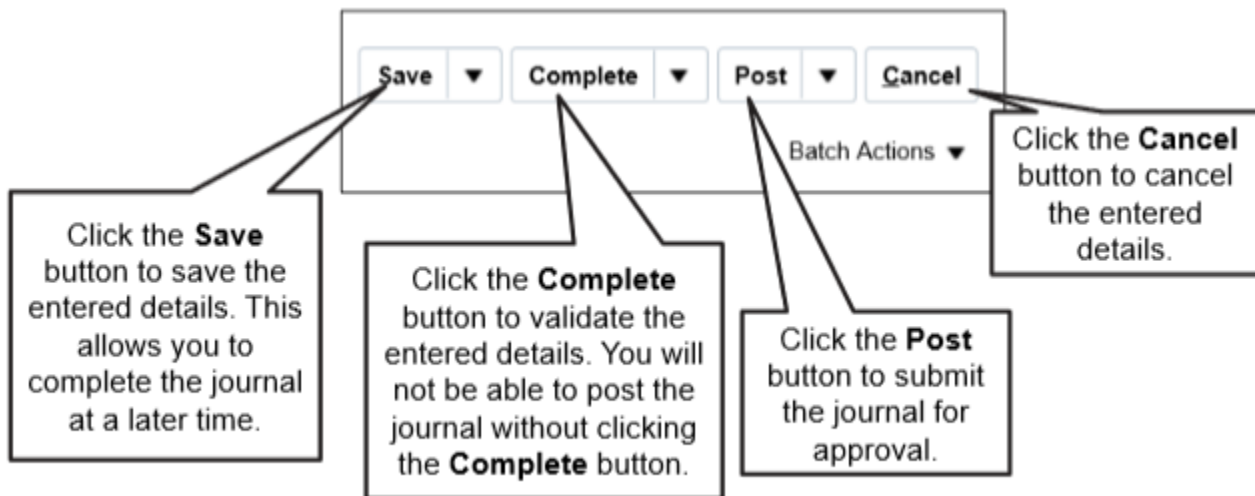 Save ▼ Complete ▼ Post ▼ Cancel
Batch Actions ▼
Click the Save
button to save the
entered details. This
allows you to
complete the journal
at a later time.
Click the Complete
button to validate the
entered details. You will
not be able to post the
journal without clicking
the Complete button.
Click the Post
button to submit
the journal for
approval.
Click the Cancel
button to cancel
the entered
details.